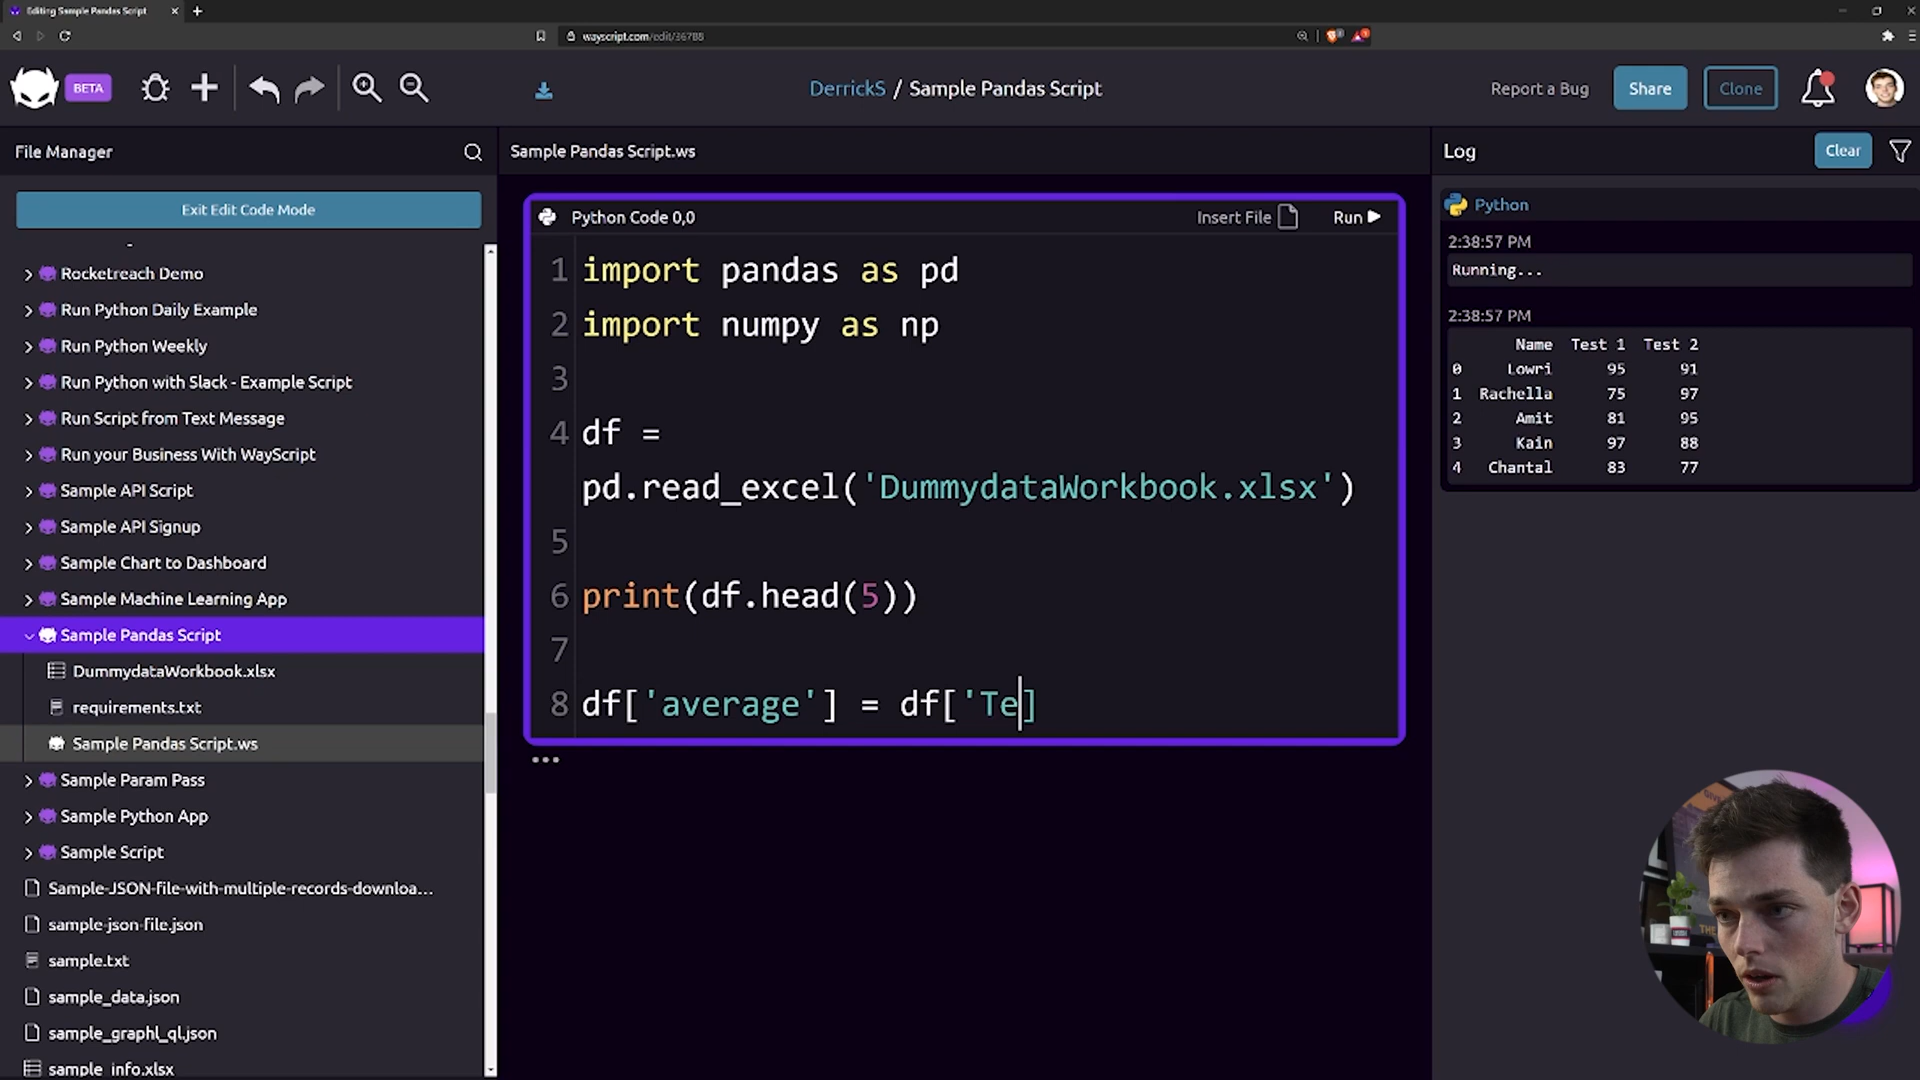 Editing Sample Pandas Script
wayscript.com/edit/36788
BETA
DerrickS / Sample Pandas Script
Report a Bug
Share
Clone
File Manager
Exit Edit Code Mode
Rocketreach Demo
Run Python Daily Example
Run Python Weekly
Run Python with Slack - Example Script
Run Script from Text Message
Run your Business With WayScript
Sample API Script
Sample API Signup
Sample Chart to Dashboard
Sample Machine Learning App
Sample Pandas Script
DummydataWorkbook.xlsx
requirements.txt
Sample Pandas Script.ws
Sample Param Pass
Sample Python App
Sample Script
Sample-JSON-file-with-multiple-records-downloa...
sample-json-file.json
sample.txt
sample_data.json
sample_graphl_ql.json
sample_info.xlsx
Sample Pandas Script.ws
Python Code 0,0
Insert File
Run
1 import pandas as pd
2 import numpy as np
3
4 df =
pd.read_excel('DummydataWorkbook.xlsx')
5
6 print(df.head(5))
7
8 df['average'] = df['Te]
Log
Clear
Python
2:38:57 PM
Running...
2:38:57 PM
Name Test 1 Test 2
0 Lowri 95 91
1 Rachella 75 97
2 Amit 81 95
3 Kain 97 88
4 Chantal 83 77